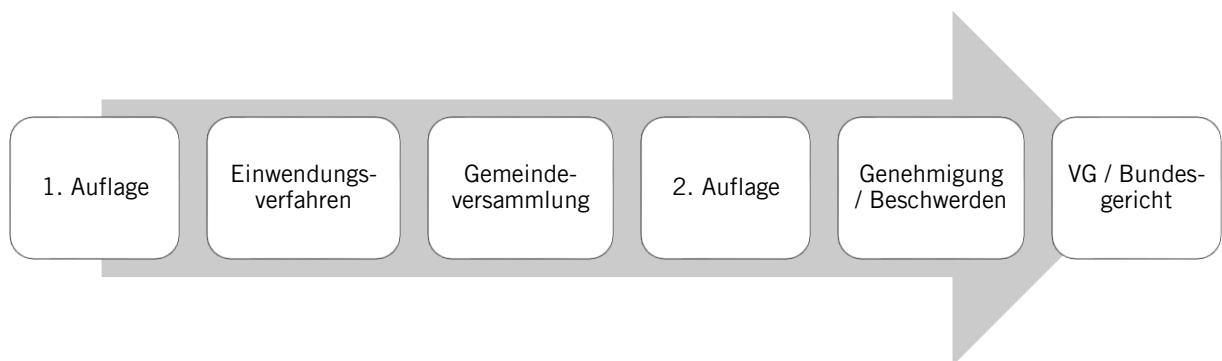 1. Auflage
Einwendungs-
verfahren
Gemeinde-
versammlung
2. Auflage
Genehmigung
/ Beschwerden
VG / Bundes-
gericht